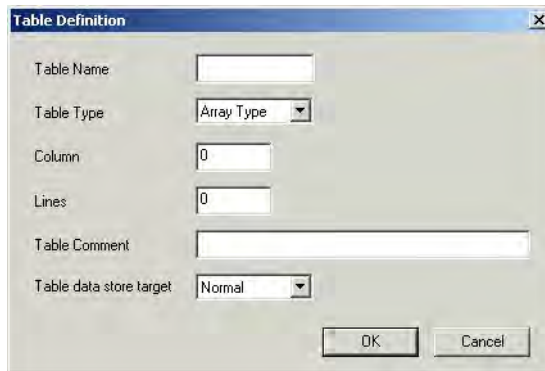 Table Definition
Table Name
Table Type Array Type
Column 0
Lines 0
Table Comment
Table data store target Normal
OK Cancel